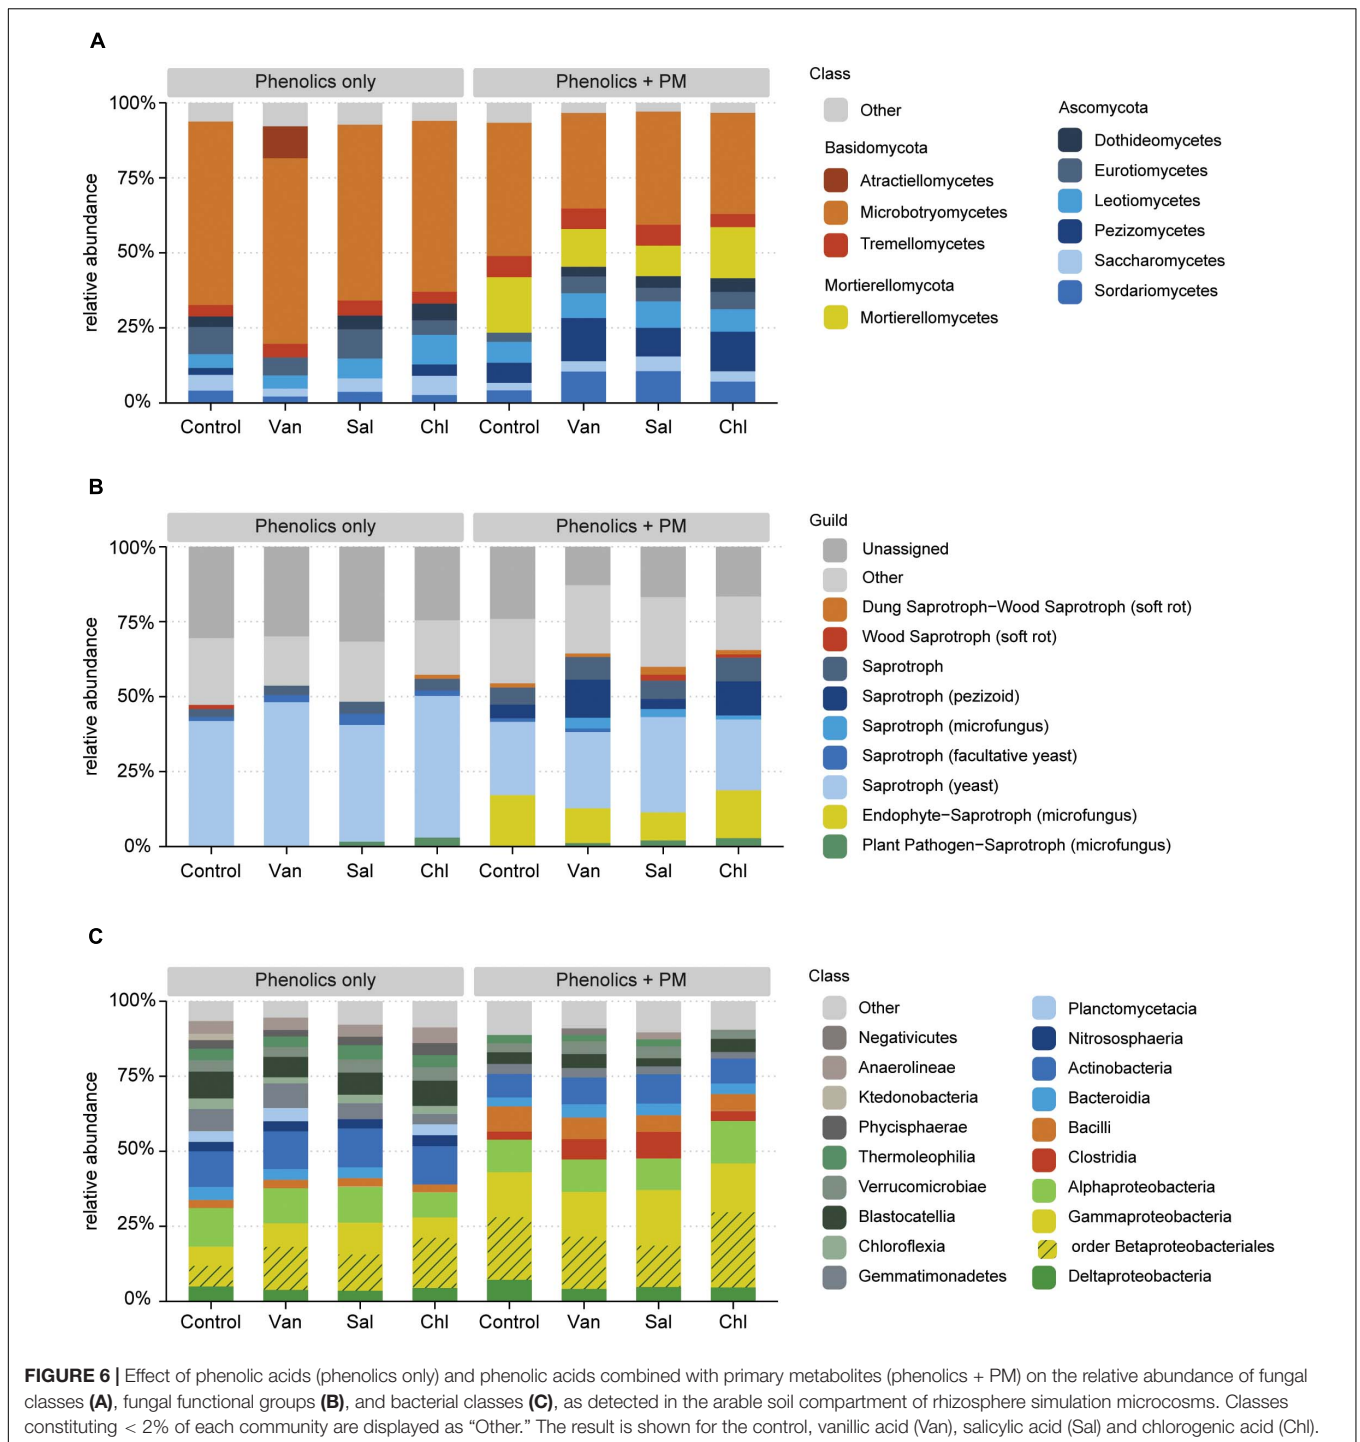 A
Phenolics only
Phenolics + PM
100%
75%
50%
25%
0%
relative abundance
Control Van Sal Chl Control Van Sal Chl
Class
Other
Basidomycota
Atractiellomycetes
Microbotryomycetes
Tremellomycetes
Mortierellomycota
Mortierellomycetes
Ascomycota
Dothideomycetes
Eurotiomycetes
Leotiomycetes
Pezizomycetes
Saccharomycetes
Sordariomycetes
B
Phenolics only
Phenolics + PM
100%
75%
50%
25%
0%
relative abundance
Control Van Sal Chl Control Van Sal Chl
Guild
Unassigned
Other
Dung Saprotroph−Wood Saprotroph (soft rot)
Wood Saprotroph (soft rot)
Saprotroph
Saprotroph (pezizoid)
Saprotroph (microfungus)
Saprotroph (facultative yeast)
Saprotroph (yeast)
Endophyte−Saprotroph (microfungus)
Plant Pathogen−Saprotroph (microfungus)
C
Phenolics only
Phenolics + PM
100%
75%
50%
25%
0%
relative abundance
Control Van Sal Chl Control Van Sal Chl
Class
Other
Negativicutes
Anaerolineae
Ktedonobacteria
Phycisphaerae
Thermoleophilia
Verrucomicrobiae
Blastocatellia
Chloroflexia
Gemmatimonadetes
Planctomycetacia
Nitrososphaeria
Actinobacteria
Bacteroidia
Bacilli
Clostridia
Alphaproteobacteria
Gammaproteobacteria
order Betaproteobacteriales
Deltaproteobacteria
FIGURE 6 | Effect of phenolic acids (phenolics only) and phenolic acids combined with primary metabolites (phenolics + PM) on the relative abundance of fungal
classes (A), fungal functional groups (B), and bacterial classes (C), as detected in the arable soil compartment of rhizosphere simulation microcosms. Classes
constituting < 2% of each community are displayed as “Other.” The result is shown for the control, vanillic acid (Van), salicylic acid (Sal) and chlorogenic acid (Chl).